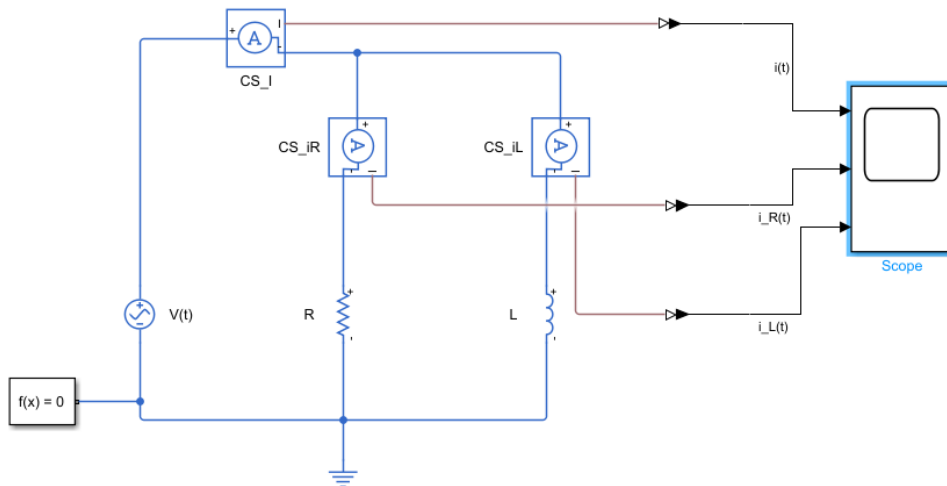 +
A
I
-
CS_I
i(t)
+
A
-
I
CS_iR
+
A
-
I
CS_iL
i_R(t)
Scope
+
-
V(t)
+
R
-
+
L
-
i_L(t)
f(x) = 0